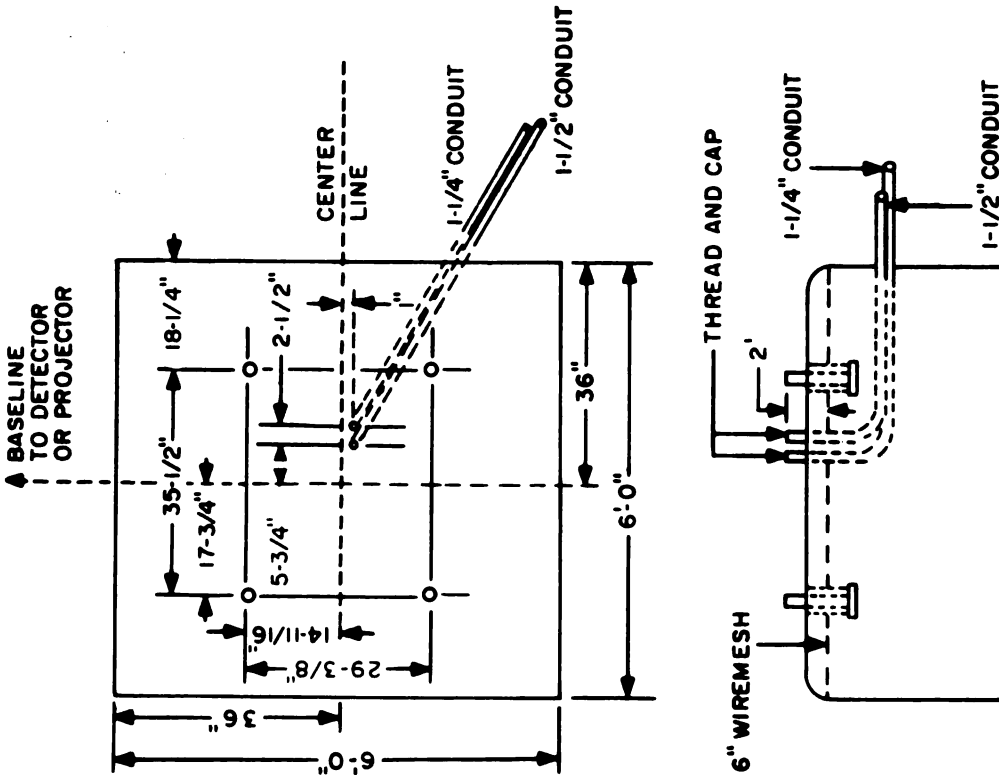 BASELINE
TO DETECTOR
OR PROJECTOR
18-1/4"
35-1/2"
17-3/4"
2-1/2"
5-3/4"
CENTER
LINE
1-1/4" CONDUIT
1-1/2" CONDUIT
"
14-11/16"
29-3/8"
36"
6'-0"
36"
6'-0"
THREAD AND CAP
2'
1-1/4" CONDUIT
1-1/2" CONDUIT
6" WIREMESH